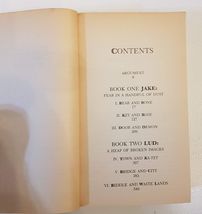 CONTENTS
ARGUMENT
BOOK ONE JAKE:
FEAR IN A HANDFUL OF DUST
I. BEAR AND BONE
II. KEY AND ROSE
III. DOOR AND DEMON
BOOK TWO LUD:
A HEAP OF BROKEN IMAGES
IV. TOWN AND KA-TET
V. BRIDGE AND CITY
VI. RIDDLE AND WASTE LANDS